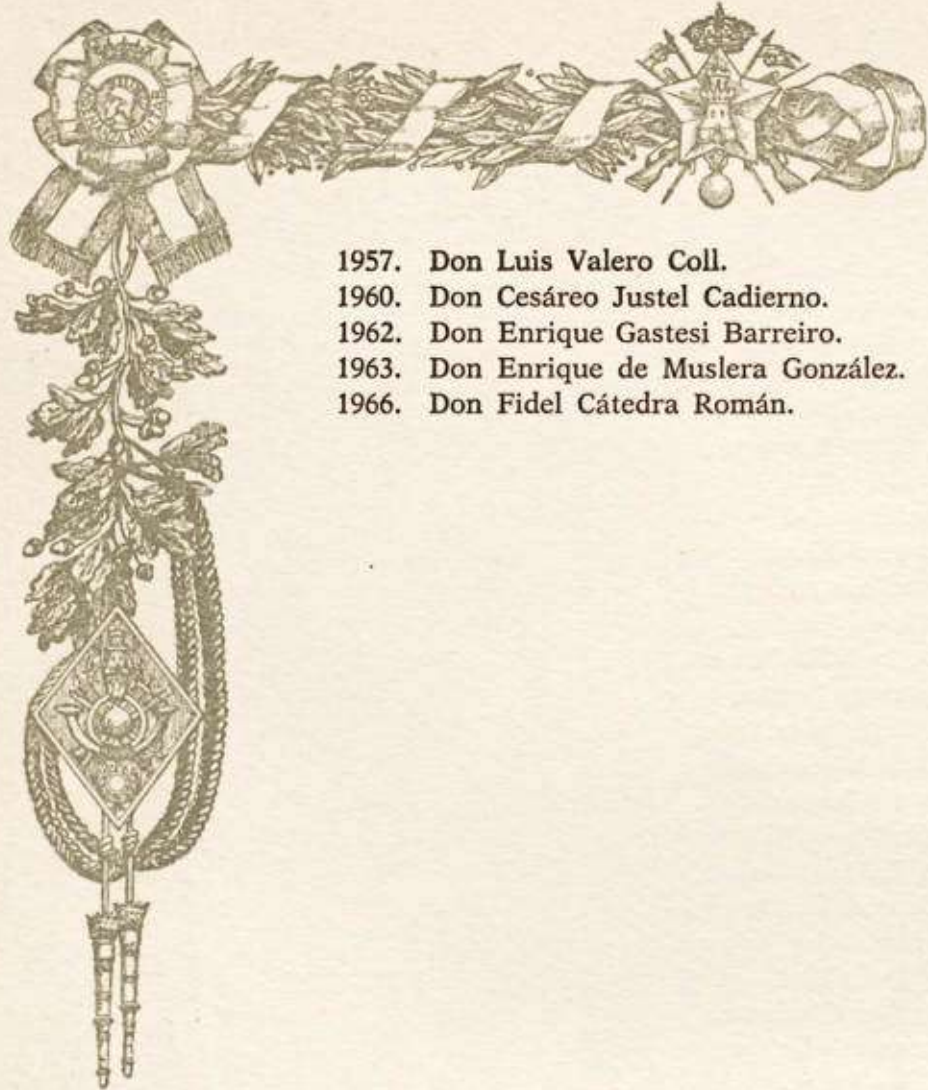 1957. Don Luis Valero Coll.
1960. Don Cesáreo Justel Cadierno.
1962. Don Enrique Gastesi Barreiro.
1963. Don Enrique de Muslera González.
1966. Don Fidel Cátedra Román.